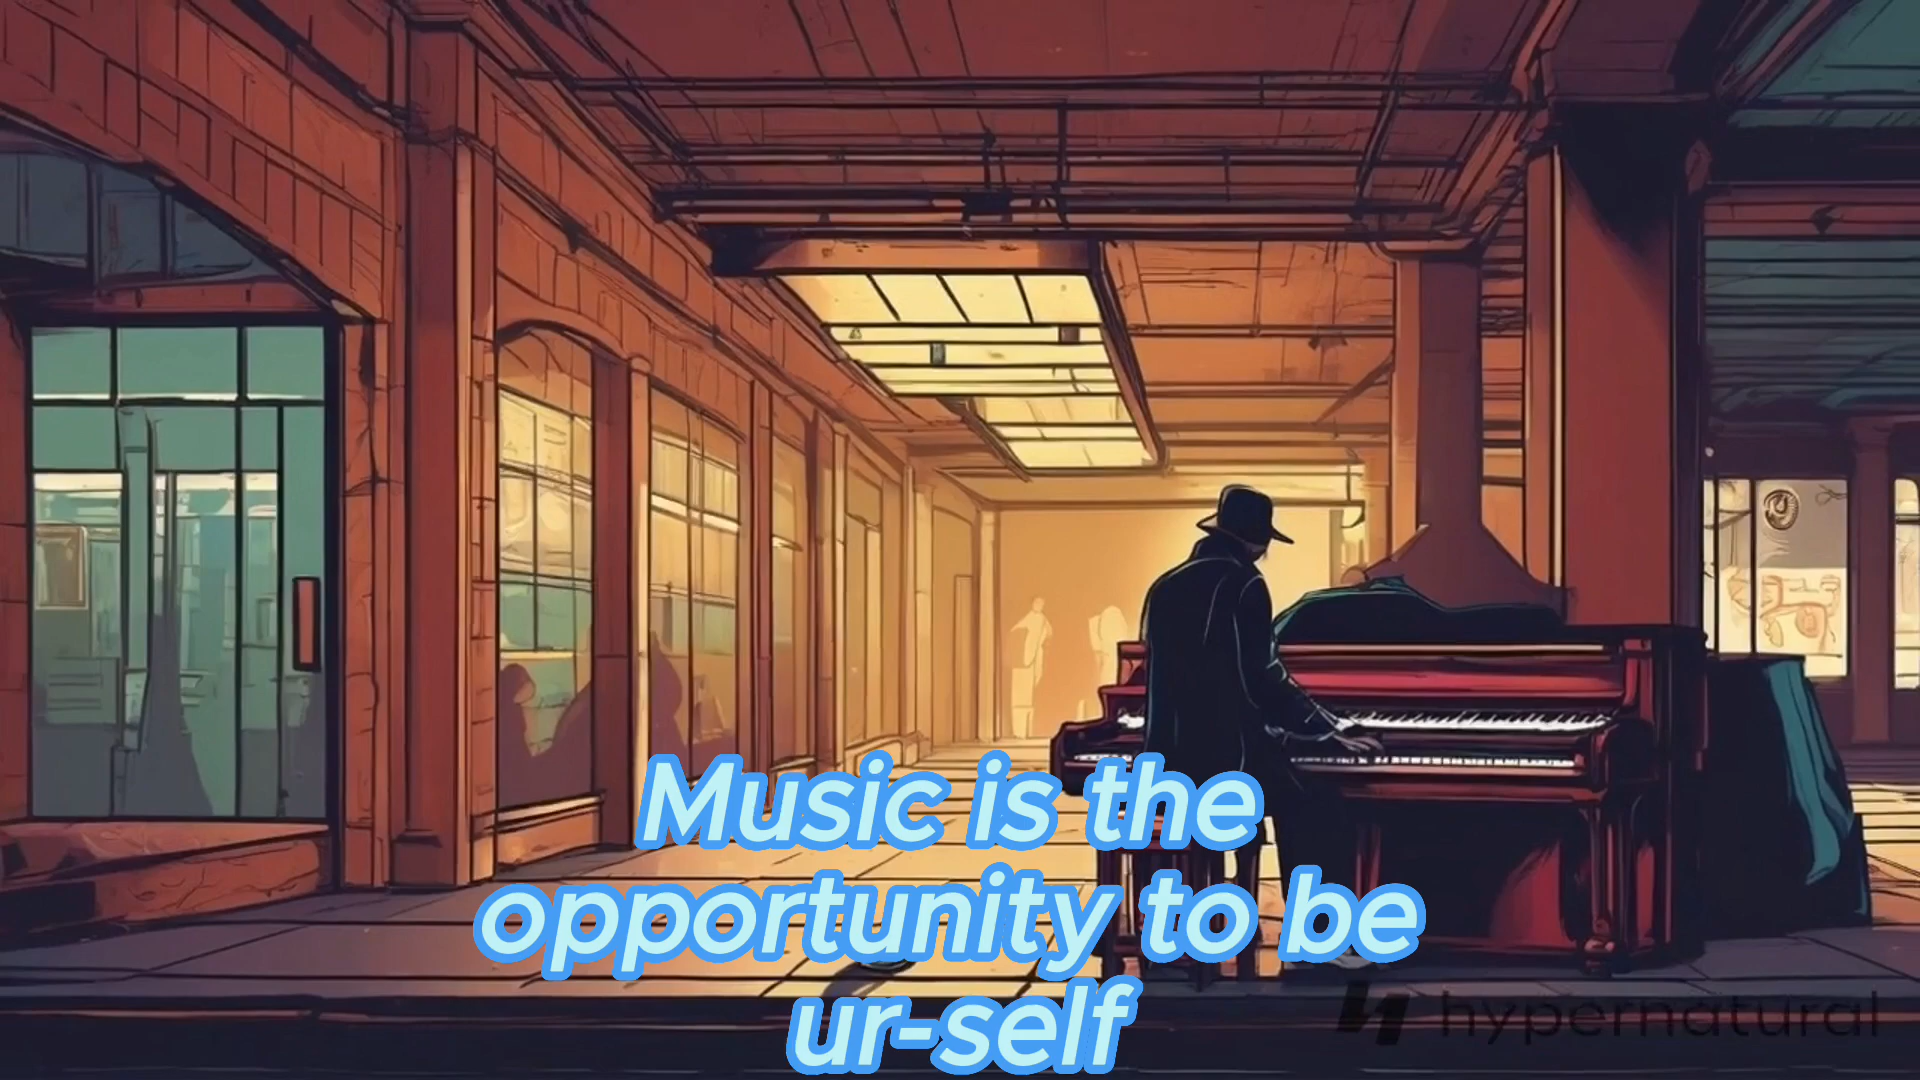 Music is the
opportunity to be
ur-self
hypernatural